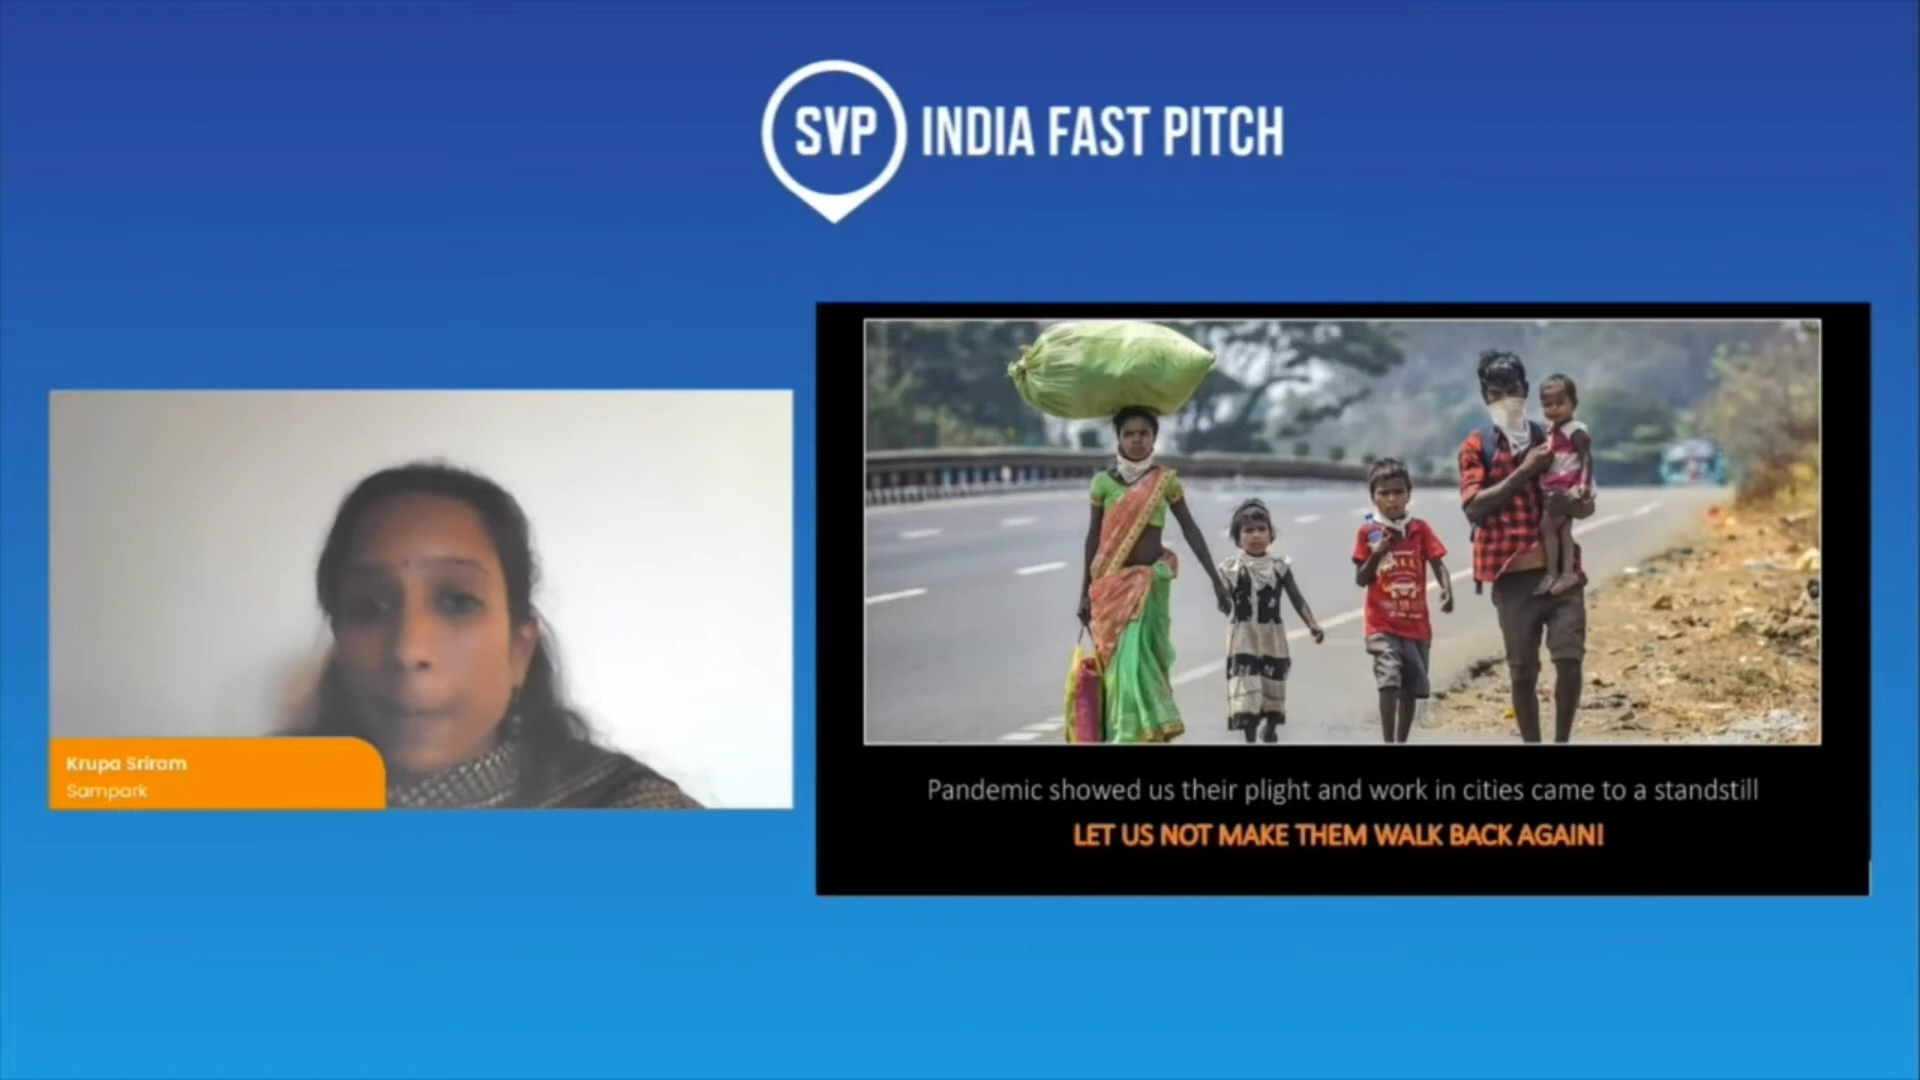 SVP INDIA FAST PITCH
Krupa Sriram
Sampark
Pandemic showed us their plight and work in cities came to a standstill
LET US NOT MAKE THEM WALK BACK AGAIN!